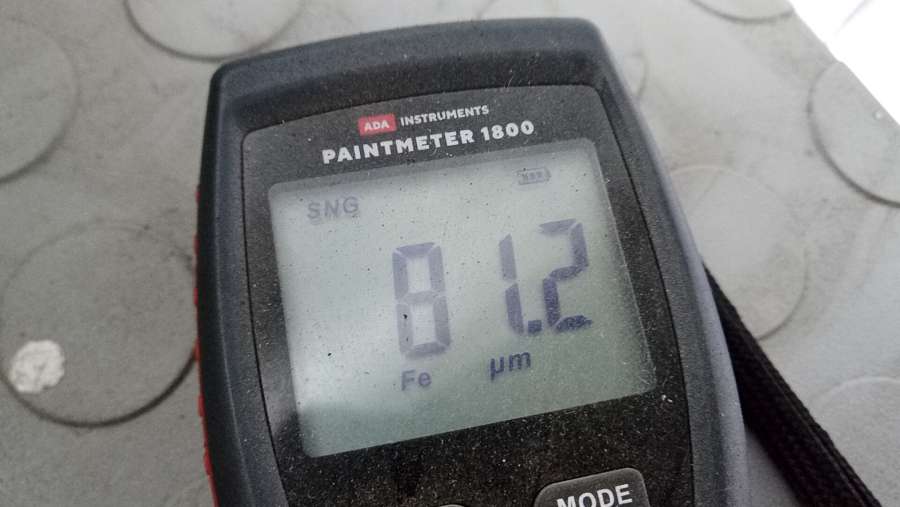 ADA INSTRUMENTS
PAINTMETER 1800
SNG
81.2
Fe µm
MODE